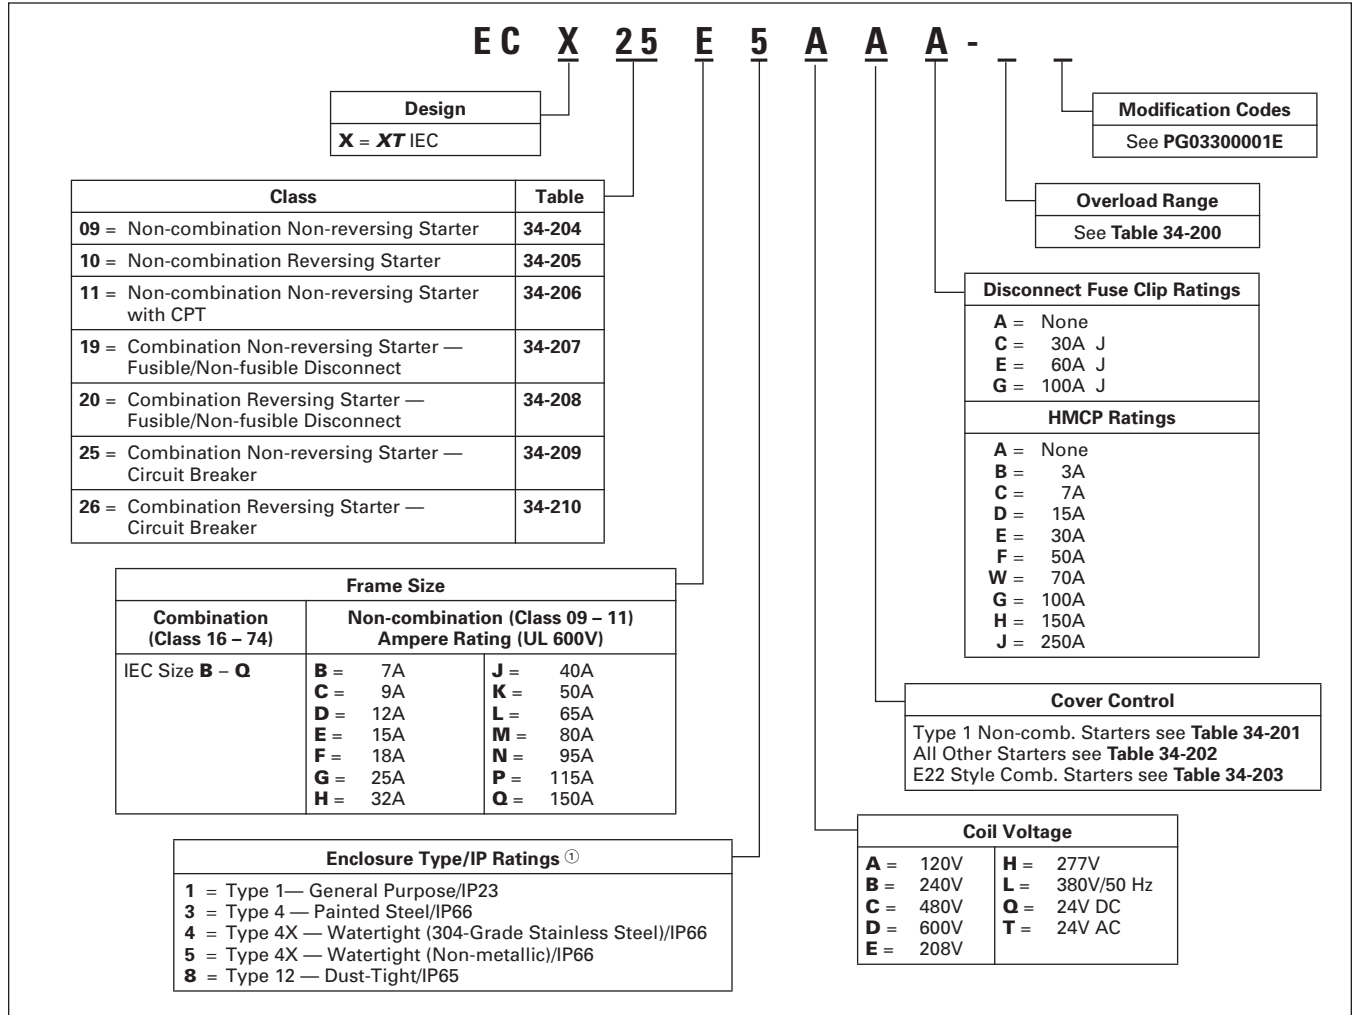 EC X 25 E 5 A A A - _ _
Design
X = XT IEC
Modification Codes
See PG03300001E
Class Table
09 = Non-combination Non-reversing Starter 34-204
10 = Non-combination Reversing Starter 34-205
11 = Non-combination Non-reversing Starter 34-206
with CPT
19 = Combination Non-reversing Starter — 34-207
Fusible/Non-fusible Disconnect
20 = Combination Reversing Starter — 34-208
Fusible/Non-fusible Disconnect
25 = Combination Non-reversing Starter — 34-209
Circuit Breaker
26 = Combination Reversing Starter — 34-210
Circuit Breaker
Overload Range
See Table 34-200
Disconnect Fuse Clip Ratings
A = None
C = 30A J
E = 60A J
G = 100A J
HMCP Ratings
A = None
B = 3A
C = 7A
D = 15A
E = 30A
F = 50A
W = 70A
G = 100A
H = 150A
J = 250A
Frame Size
Combination
(Class 16 – 74)
Non-combination (Class 09 – 11)
Ampere Rating (UL 600V)
IEC Size B – Q
B = 7A
C = 9A
D = 12A
E = 15A
F = 18A
G = 25A
H = 32A
J = 40A
K = 50A
L = 65A
M = 80A
N = 95A
P = 115A
Q = 150A
Cover Control
Type 1 Non-comb. Starters see Table 34-201
All Other Starters see Table 34-202
E22 Style Comb. Starters see Table 34-203
Enclosure Type/IP Ratings ①
1 = Type 1— General Purpose/IP23
3 = Type 4 — Painted Steel/IP66
4 = Type 4X — Watertight (304-Grade Stainless Steel)/IP66
5 = Type 4X — Watertight (Non-metallic)/IP66
8 = Type 12 — Dust-Tight/IP65
Coil Voltage
A = 120V
B = 240V
C = 480V
D = 600V
E = 208V
H = 277V
L = 380V/50 Hz
Q = 24V DC
T = 24V AC